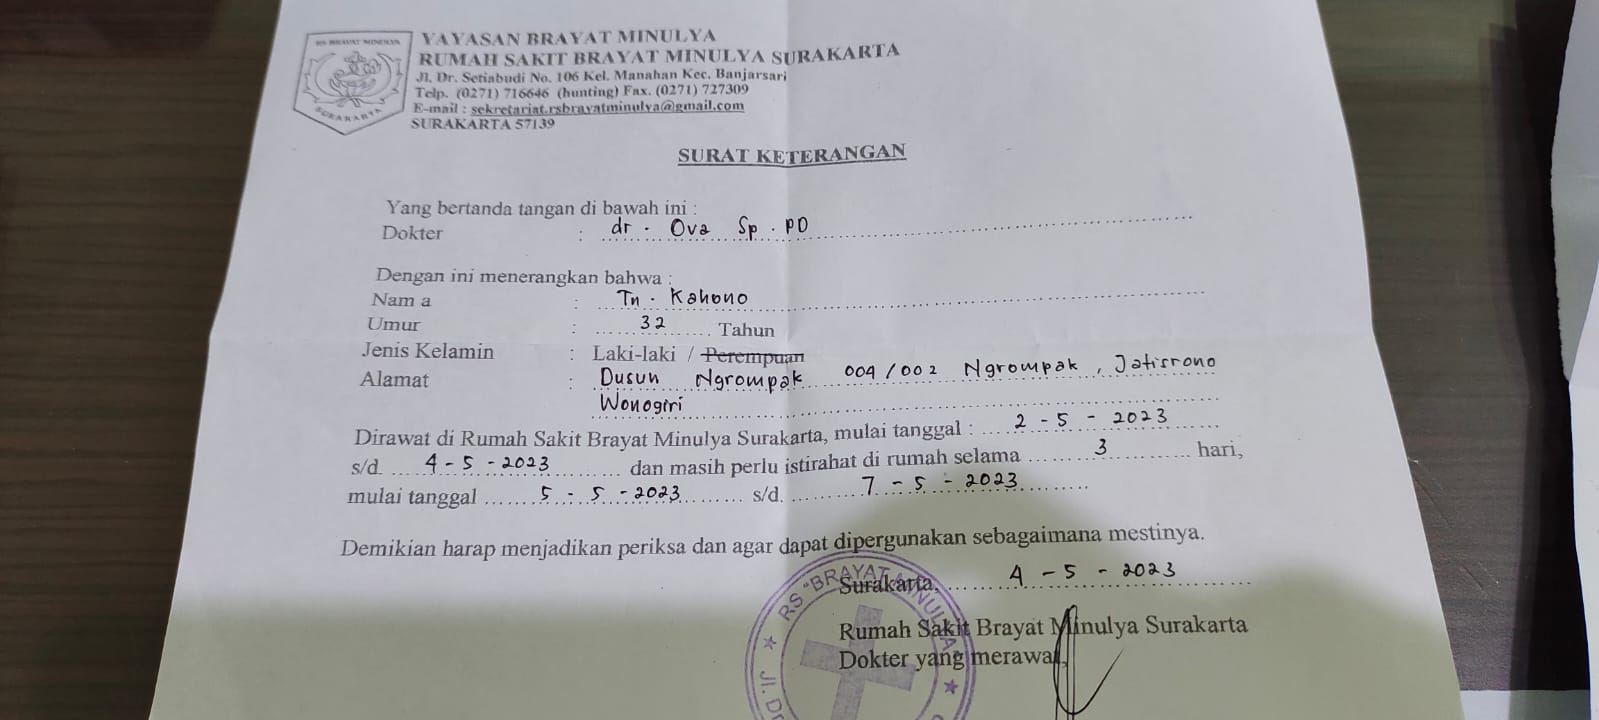 RS BRAYAT MINULYA
SURAKARTA
YAYASAN BRAYAT MINULYA
RUMAH SAKIT BRAYAT MINULYA SURAKARTA
Jl. Dr. Setiabudi No. 106 Kel. Manahan Kec. Banjarsari
Telp. (0271) 716646 (hunting) Fax. (0271) 727309
E-mail : sekretariat.rsbrayatminulya@gmail.com
SURAKARTA 57139
SURAT KETERANGAN
Yang bertanda tangan di bawah ini :
Dokter : dr. Ova Sp. PD
Dengan ini menerangkan bahwa :
Nam a : Tn. Kahono
Umur : 32 Tahun
Jenis Kelamin : Laki-laki / Perempuan
Alamat : Dusun Ngrompak 004/002 Ngrompak, Jatisrono
Wonogiri
Dirawat di Rumah Sakit Brayat Minulya Surakarta, mulai tanggal : 2 - 5 - 2023
s/d. 4 - 5 - 2023 dan masih perlu istirahat di rumah selama 3 hari,
mulai tanggal 5 - 5 - 2023 s/d. 7 - 5 - 2023
Demikian harap menjadikan periksa dan agar dapat dipergunakan sebagaimana mestinya.
Surakarta, 4 - 5 - 2023
Rumah Sakit Brayat Minulya Surakarta
Dokter yang merawat,
RS "BRAYAT MINULYA"
Jl. Dr